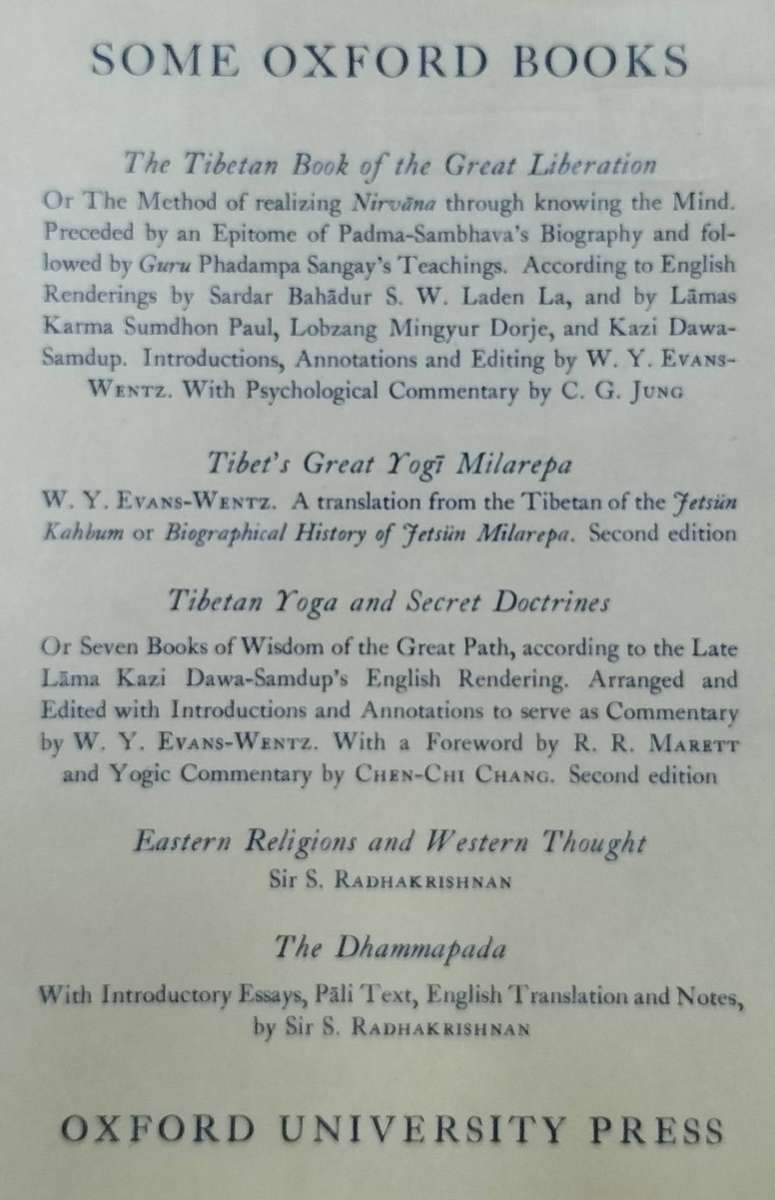 SOME OXFORD BOOKS
The Tibetan Book of the Great Liberation
Or The Method of realizing Nirvāna through knowing the Mind.
Preceded by an Epitome of Padma-Sambhava's Biography and fol-
lowed by Guru Phadampa Sangay's Teachings. According to English
Renderings by Sardar Bahādur S. W. Laden La, and by Lāmas
Karma Sumdhon Paul, Lobzang Mingyur Dorje, and Kazi Dawa-
Samdup. Introductions, Annotations and Editing by W. Y. EVANS-
WENTZ. With Psychological Commentary by C. G. JUNG
Tibet's Great Yogī Milarepa
W. Y. EVANS-WENTZ. A translation from the Tibetan of the Jetsün
Kahbum or Biographical History of Jetsün Milarepa. Second edition
Tibetan Yoga and Secret Doctrines
Or Seven Books of Wisdom of the Great Path, according to the Late
Lāma Kazi Dawa-Samdup's English Rendering. Arranged and
Edited with Introductions and Annotations to serve as Commentary
by W. Y. EVANS-WENTZ. With a Foreword by R. R. MARETT
and Yogic Commentary by CHEN-CHI CHANG. Second edition
Eastern Religions and Western Thought
Sir S. RADHAKRISHNAN
The Dhammapada
With Introductory Essays, Pāli Text, English Translation and Notes,
by Sir S. RADHAKRISHNAN
OXFORD UNIVERSITY PRESS